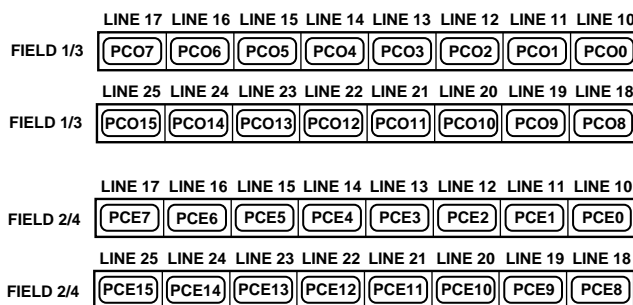 LINE 17 LINE 16 LINE 15 LINE 14 LINE 13 LINE 12 LINE 11 LINE 10
FIELD 1/3 PCO7 PCO6 PCO5 PCO4 PCO3 PCO2 PCO1 PCO0
LINE 25 LINE 24 LINE 23 LINE 22 LINE 21 LINE 20 LINE 19 LINE 18
FIELD 1/3 PCO15 PCO14 PCO13 PCO12 PCO11 PCO10 PCO9 PCO8
LINE 17 LINE 16 LINE 15 LINE 14 LINE 13 LINE 12 LINE 11 LINE 10
FIELD 2/4 PCE7 PCE6 PCE5 PCE4 PCE3 PCE2 PCE1 PCE0
LINE 25 LINE 24 LINE 23 LINE 22 LINE 21 LINE 20 LINE 19 LINE 18
FIELD 2/4 PCE15 PCE14 PCE13 PCE12 PCE11 PCE10 PCE9 PCE8